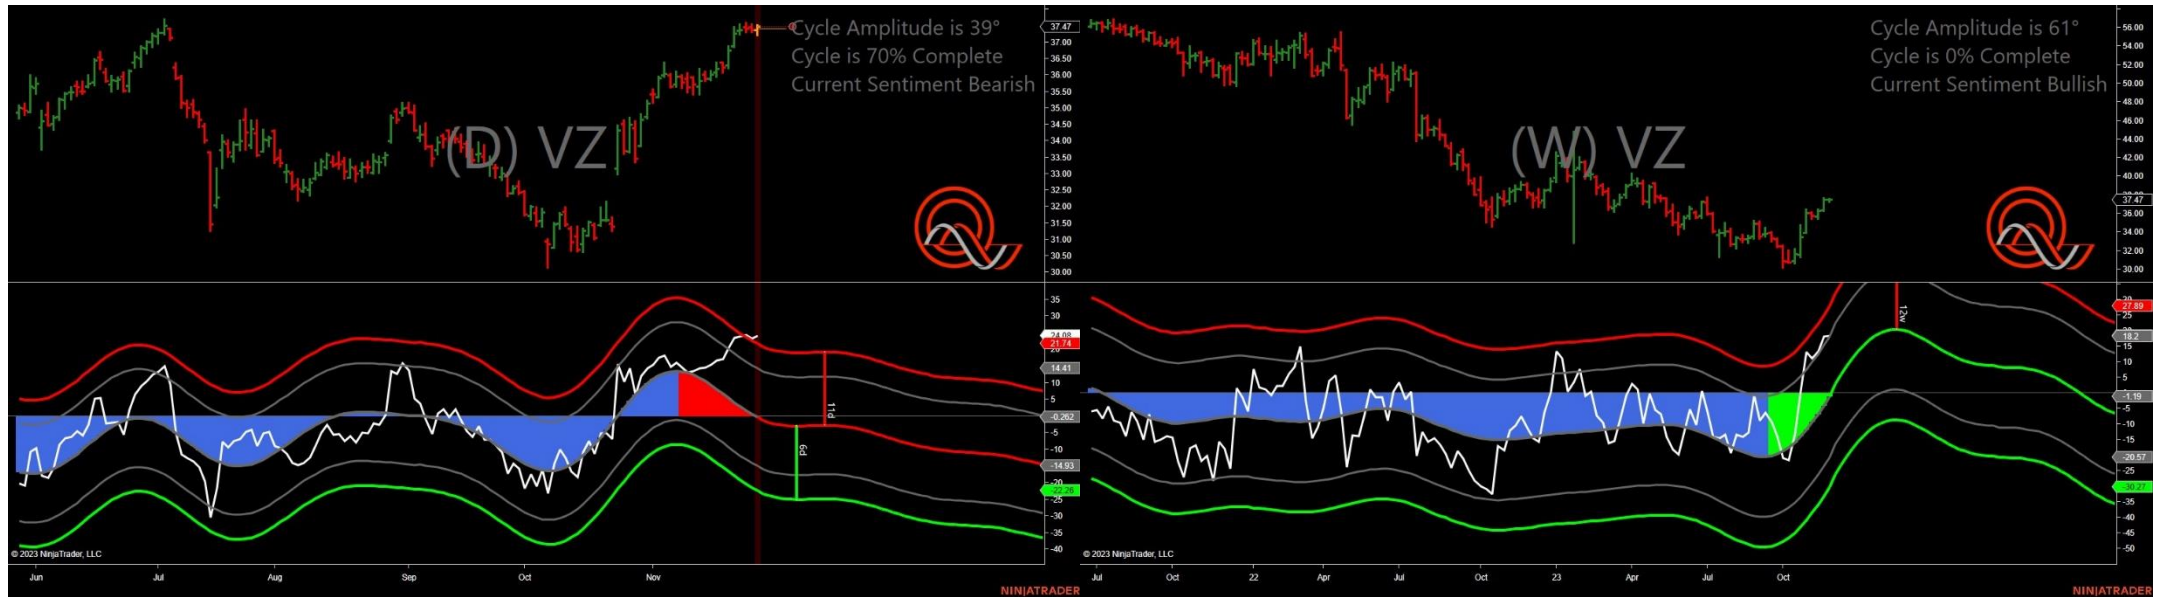 Cycle Amplitude is 39°
Cycle is 70% Complete
Current Sentiment Bearish
(D) VZ
37.47
37.00
36.50
36.00
35.50
35.00
34.50
34.00
33.50
33.00
32.50
32.00
31.50
31.00
30.50
30.00
35
30
24.08
21.74
14.41
10
5
-0.262
-5
-10
-14.93
-22.26
-25
-30
-35
-40
11d
6d
© 2023 NinjaTrader, LLC
Jun
Jul
Aug
Sep
Oct
Nov
NINJATRADER
Cycle Amplitude is 61°
Cycle is 0% Complete
Current Sentiment Bullish
(W) VZ
56.00
54.00
52.00
50.00
48.00
46.00
44.00
42.00
40.00
37.47
36.00
34.00
32.00
30.00
27.89
18.2
15
10
5
-1.19
-5
-10
-15
-20.57
-25
-30.27
-35
-40
-45
-50
12w
© 2023 NinjaTrader, LLC
Jul
Oct
22
Apr
Jul
Oct
23
Apr
Jul
Oct
NINJATRADER